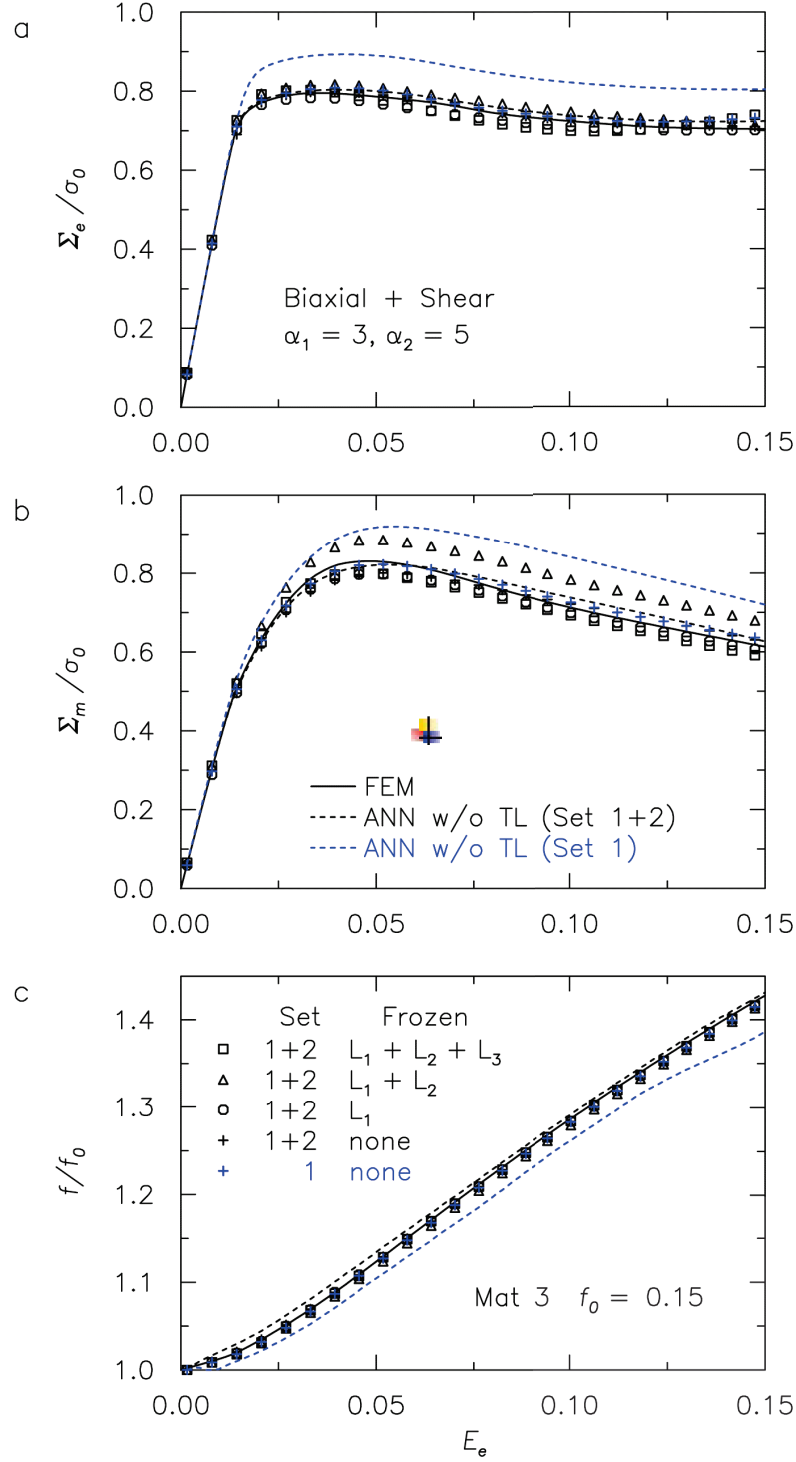 a
1.0
0.8
0.6
0.4
0.2
0.0
Σe /σ0
Biaxial + Shear
α1 = 3, α2 = 5
0.00 0.05 0.10 0.15
b
1.0
0.8
0.6
0.4
0.2
0.0
Σm /σ0
FEM
ANN w/o TL (Set 1+2)
ANN w/o TL (Set 1)
0.00 0.05 0.10 0.15
c
1.4
1.3
1.2
1.1
1.0
f/f0
Set Frozen
1+2 L1 + L2 + L3
1+2 L1 + L2
1+2 L1
1+2 none
1 none
Mat 3 fo = 0.15
0.00 0.05 0.10 0.15
Ee